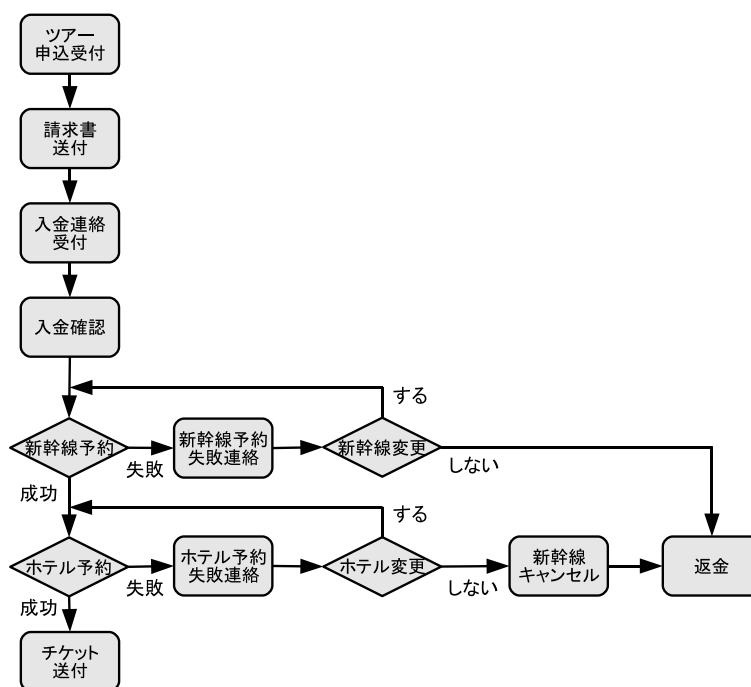 ツアー
申込受付
請求書
送付
入金連絡
受付
入金確認
する
新幹線予約
失敗
新幹線予約
失敗連絡
新幹線変更
しない
成功
する
ホテル予約
失敗
ホテル予約
失敗連絡
ホテル変更
しない
新幹線
キャンセル
返金
成功
チケット
送付